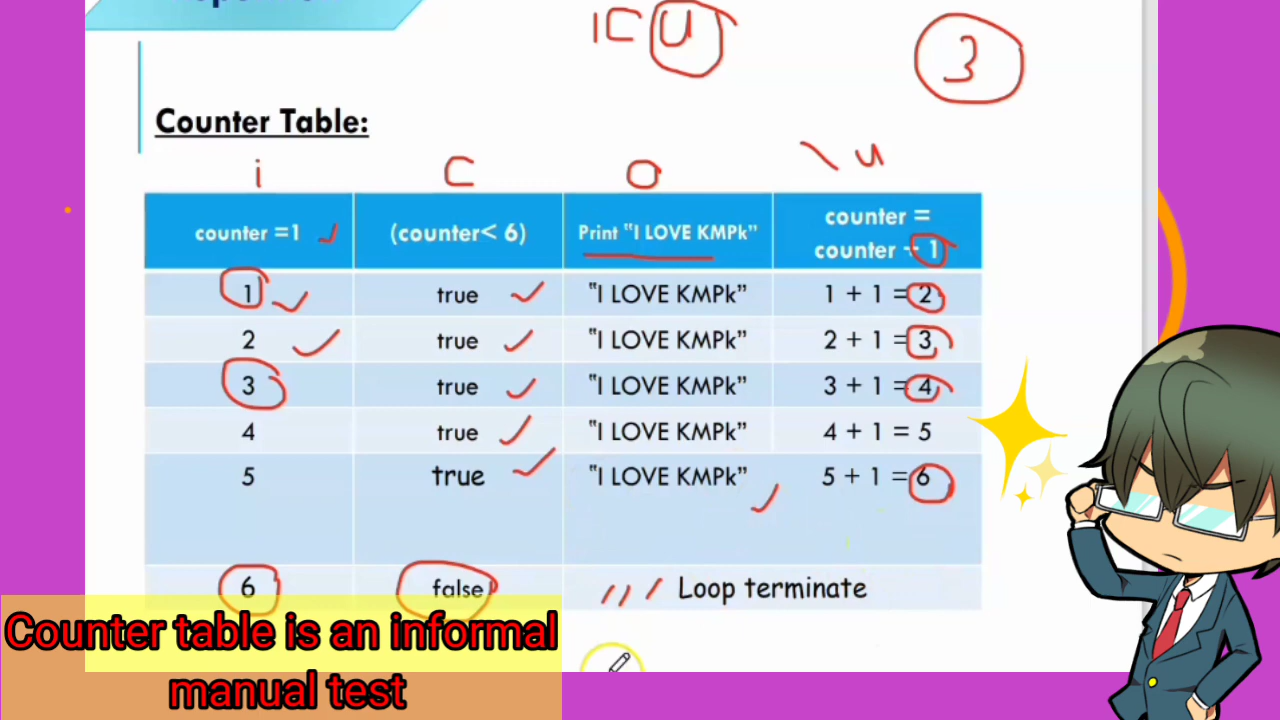 ıc u
3
Counter Table:
i c o \ u
counter =1 (counter< 6) Print "I LOVE KMPk" counter =
counter + 1
1 true "I LOVE KMPk" 1 + 1 = 2
2 true "I LOVE KMPk" 2 + 1 = 3
3 true "I LOVE KMPk" 3 + 1 = 4
4 true "I LOVE KMPk" 4 + 1 = 5
5 true "I LOVE KMPk" 5 + 1 = 6
6 false Loop terminate
Counter table is an informal
manual test